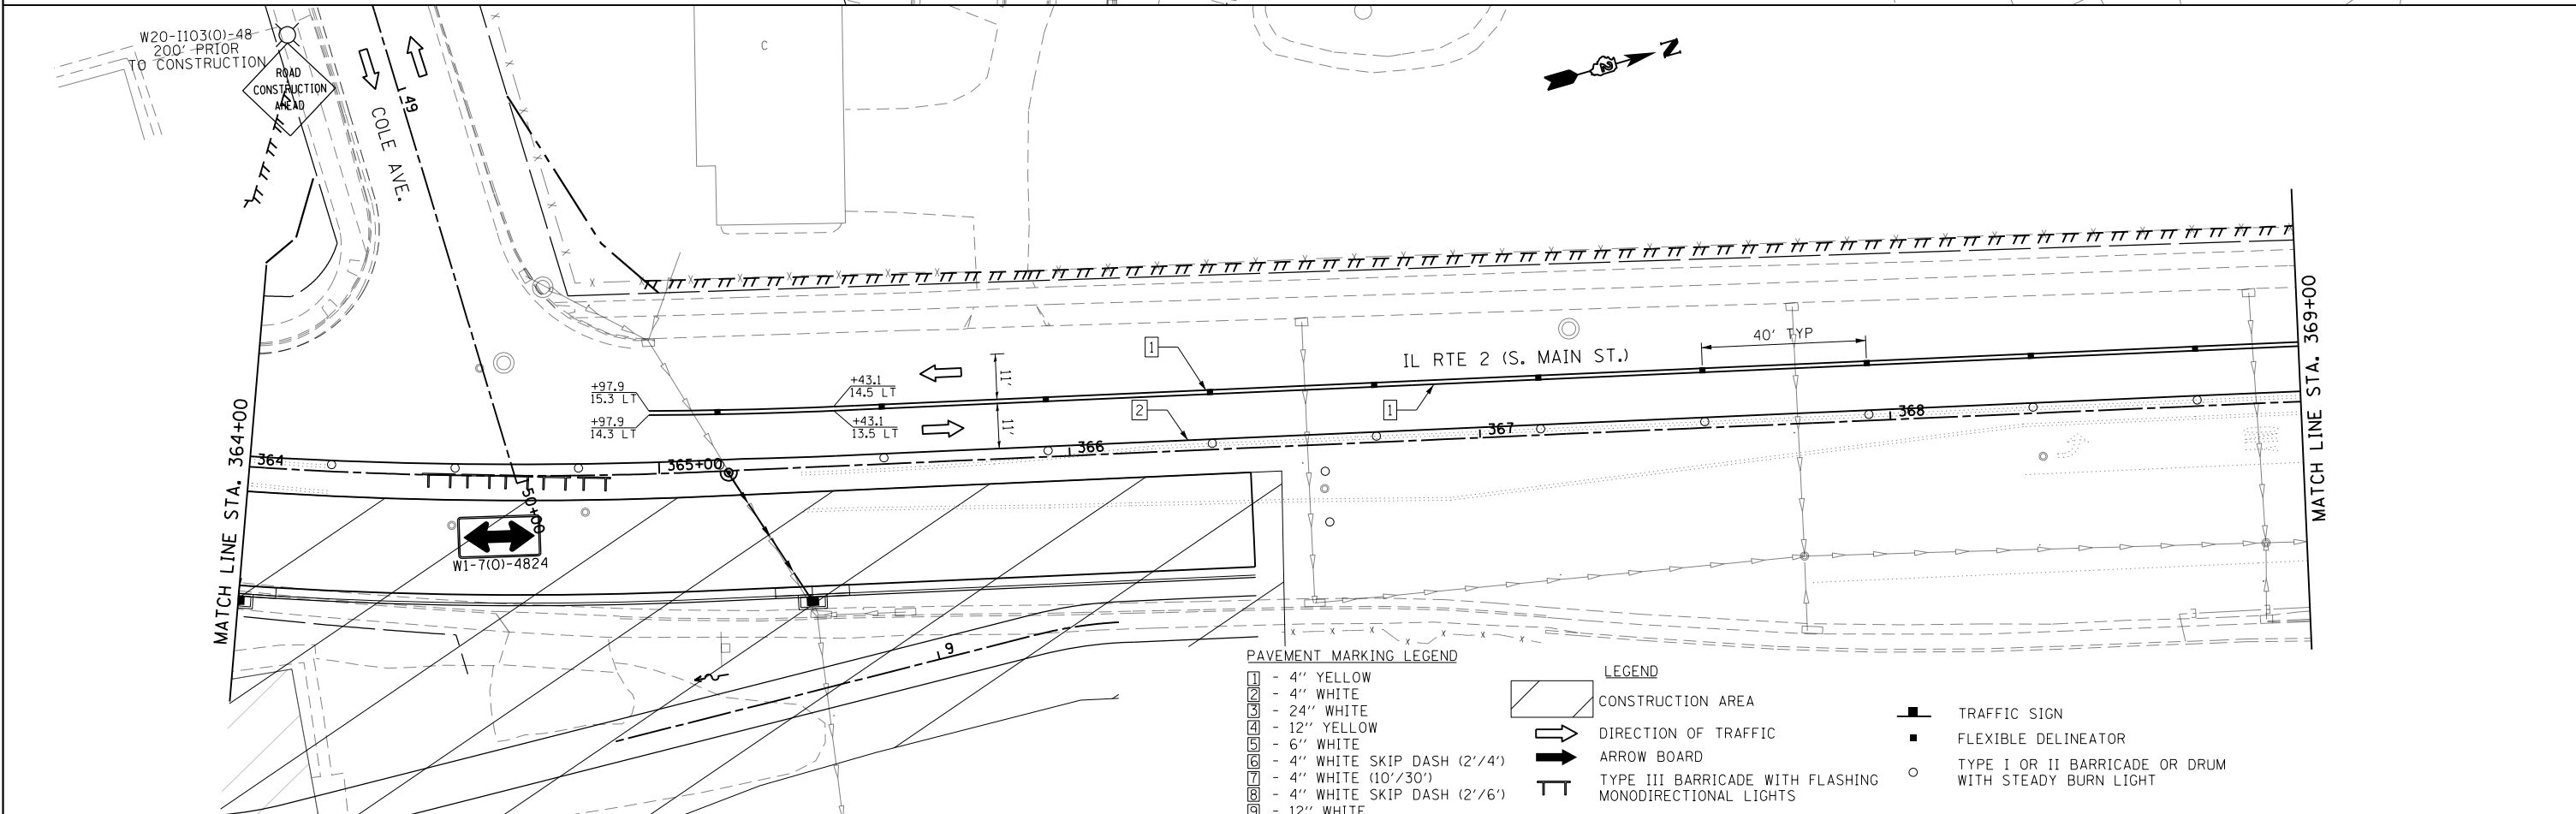 W20-I103(O)-48
200' PRIOR
TO CONSTRUCTION
ROAD
CONSTRUCTION
AHEAD
COLE AVE.
49
C
N
2
MATCH LINE STA. 364+00
MATCH LINE STA. 369+00
IL RTE 2 (S. MAIN ST.)
40' TYP
+97.9
15.3 LT
+97.9
14.3 LT
+43.1
14.5 LT
+43.1
13.5 LT
11'
11'
1
1
2
364
365+00
366
367
368
50+00
W1-7(O)-4824
9
PAVEMENT MARKING LEGEND
1 - 4'' YELLOW
2 - 4'' WHITE
3 - 24'' WHITE
4 - 12'' YELLOW
5 - 6'' WHITE
6 - 4'' WHITE SKIP DASH (2'/4')
7 - 4'' WHITE (10'/30')
8 - 4'' WHITE SKIP DASH (2'/6')
9 - 12'' WHITE
LEGEND
CONSTRUCTION AREA
DIRECTION OF TRAFFIC
ARROW BOARD
TYPE III BARRICADE WITH FLASHING
MONODIRECTIONAL LIGHTS
TRAFFIC SIGN
FLEXIBLE DELINEATOR
TYPE I OR II BARRICADE OR DRUM
WITH STEADY BURN LIGHT